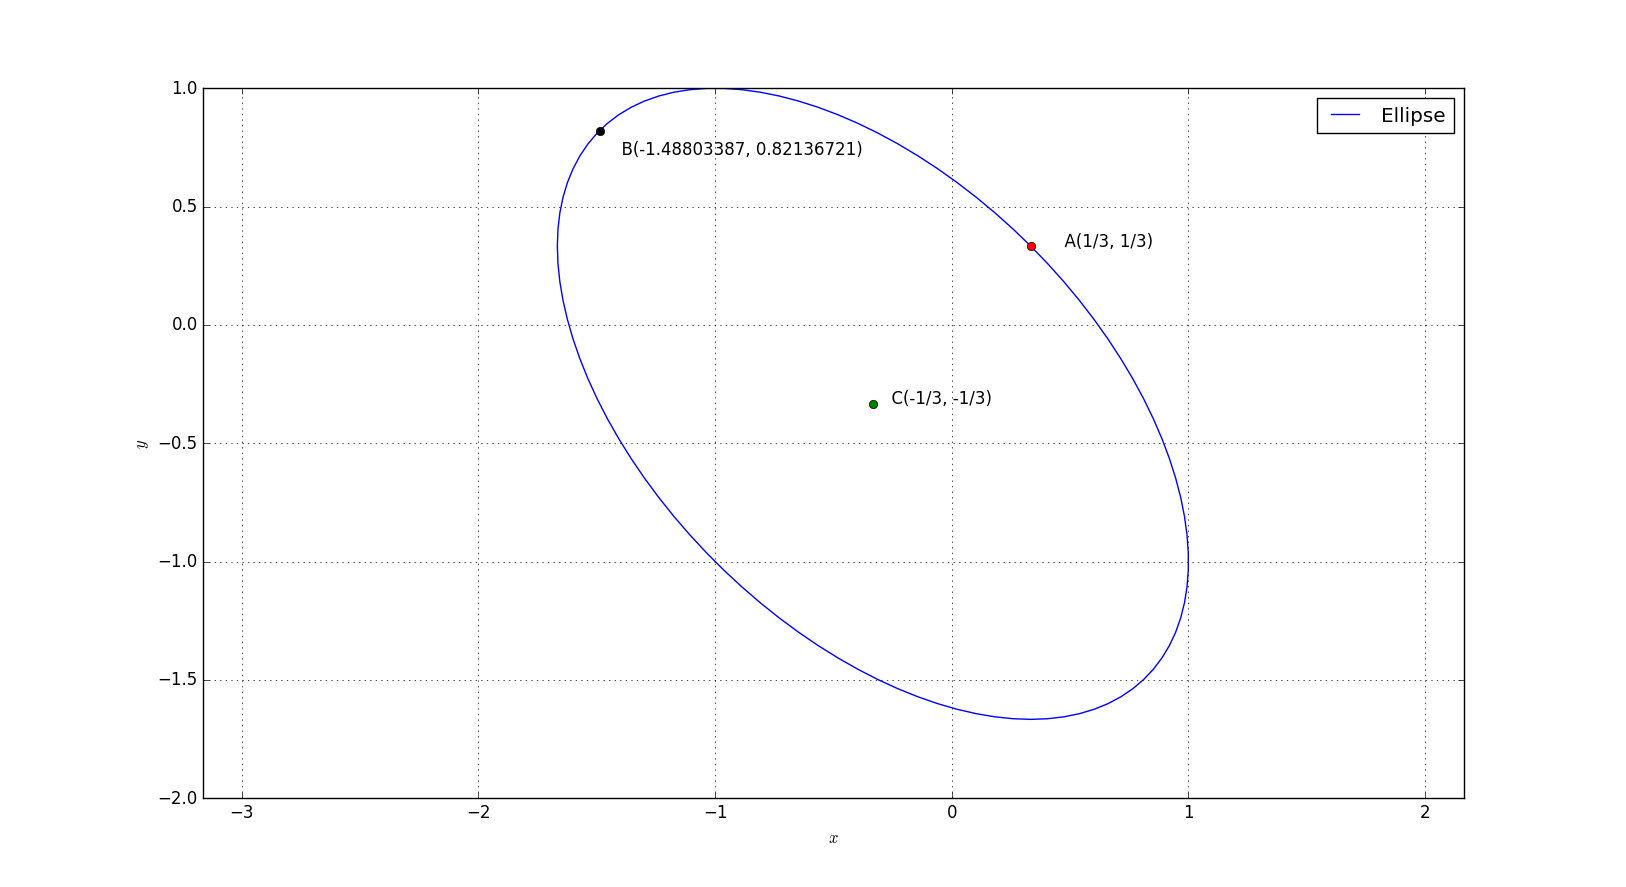 1.0
Ellipse
B(-1.48803387, 0.82136721)
0.5
A(1/3, 1/3)
0.0
C(-1/3, -1/3)
y
−0.5
−1.0
−1.5
−2.0
−3 −2 −1 0 1 2
x